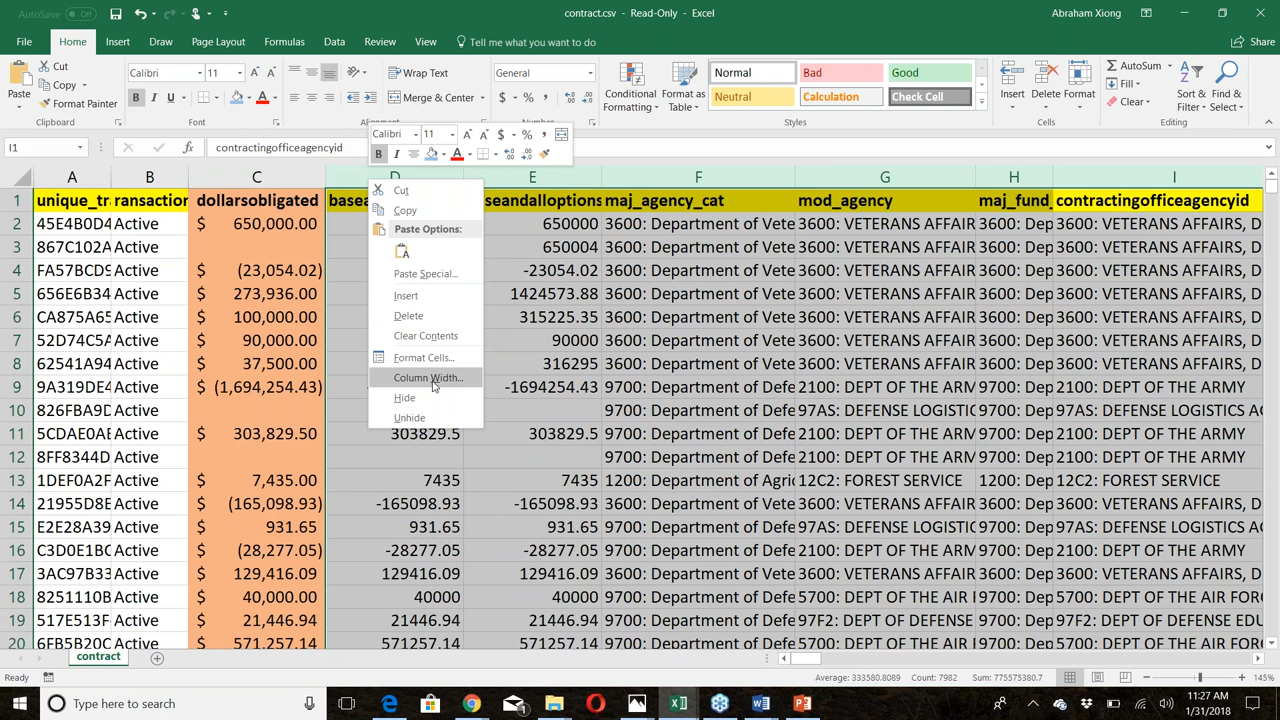 AutoSave Off
contract.csv - Read-Only - Excel
Abraham Xiong
File Home Insert Draw Page Layout Formulas Data Review View Tell me what you want to do Share
Paste
Cut
Copy
Format Painter
Clipboard
Calibri 11
B I U
Font
Wrap Text
Merge & Center
Alignment
General
$ % ,
Number
Conditional Formatting
Format as Table
Normal Bad Good
Neutral Calculation Check Cell
Styles
Insert Delete Format
Cells
AutoSum
Fill
Clear
Sort & Filter
Find & Select
Editing
I1 fx contractingofficeagencyid
Calibri 11 A A $ % ,
B I
A B C D E F G H I
1 unique_tra ransaction dollarsobligated basea seandalloptions maj_agency_cat mod_agency maj_fund_ contractingofficeagencyid
2 45E4B0D4 Active $ 650,000.00 650000 3600: Department of Vete 3600: VETERANS AFFAIR 3600: Dep 3600: VETERANS AFFAIRS, D
3 867C102A Active 650004 3600: Department of Vete 3600: VETERANS AFFAIR 3600: Dep 3600: VETERANS AFFAIRS, D
4 FA57BCD9 Active $ (23,054.02) -23054.02 3600: Department of Vete 3600: VETERANS AFFAIR 3600: Dep 3600: VETERANS AFFAIRS, D
5 656E6B34 Active $ 273,936.00 1424573.88 3600: Department of Vete 3600: VETERANS AFFAIR 3600: Dep 3600: VETERANS AFFAIRS, D
6 CA875A65 Active $ 100,000.00 315225.35 3600: Department of Vete 3600: VETERANS AFFAIR 3600: Dep 3600: VETERANS AFFAIRS, D
7 52D74C5A Active $ 90,000.00 90000 3600: Department of Vete 3600: VETERANS AFFAIR 3600: Dep 3600: VETERANS AFFAIRS, D
8 62541A94 Active $ 37,500.00 316295 3600: Department of Vete 3600: VETERANS AFFAIR 3600: Dep 3600: VETERANS AFFAIRS, D
9 9A319DE4 Active $ (1,694,254.43) -1694254.43 9700: Department of Defe 2100: DEPT OF THE ARM 9700: Dep 2100: DEPT OF THE ARMY
10 826FBA9D Active 9700: Department of Defe 97AS: DEFENSE LOGISTIC 9700: Dep 97AS: DEFENSE LOGISTICS AC
11 5CDAE0AE Active $ 303,829.50 303829.5 303829.5 9700: Department of Defe 2100: DEPT OF THE ARM 9700: Dep 2100: DEPT OF THE ARMY
12 8FF8344D Active 9700: Department of Defe 2100: DEPT OF THE ARM 9700: Dep 2100: DEPT OF THE ARMY
13 1DEF0A2F Active $ 7,435.00 7435 7435 1200: Department of Agri 12C2: FOREST SERVICE 1200: Dep 12C2: FOREST SERVICE
14 21955D8E Active $ (165,098.93) -165098.93 -165098.93 3600: Department of Vete 3600: VETERANS AFFAIR 3600: Dep 3600: VETERANS AFFAIRS, D
15 E2E28A39 Active $ 931.65 931.65 931.65 9700: Department of Defe 97AS: DEFENSE LOGISTIC 9700: Dep 97AS: DEFENSE LOGISTICS AC
16 C3D0E1BC Active $ (28,277.05) -28277.05 -28277.05 9700: Department of Defe 2100: DEPT OF THE ARM 9700: Dep 2100: DEPT OF THE ARMY
17 3AC97B33 Active $ 129,416.09 129416.09 129416.09 3600: Department of Vete 3600: VETERANS AFFAIR 3600: Dep 3600: VETERANS AFFAIRS, D
18 8251110B Active $ 40,000.00 40000 40000 9700: Department of Defe 5700: DEPT OF THE AIR F 9700: Dep 5700: DEPT OF THE AIR FOR
19 517E513F Active $ 21,446.94 21446.94 21446.94 9700: Department of Defe 97F2: DEPT OF DEFENSE 9700: Dep 97F2: DEPT OF DEFENSE EDU
20 6FB5B20C Active $ 571,257.14 571257.14 571257.14 9700: Department of Defe 5700: DEPT OF THE AIR F 9700: Dep 5700: DEPT OF THE AIR FOR
Cut
Copy
Paste Options:
Paste Special...
Insert
Delete
Clear Contents
Format Cells...
Column Width...
Hide
Unhide
contract
Ready Average: 333580.8089 Count: 7982 Sum: 775575380.7 145%
Type here to search
11:27 AM
1/31/2018